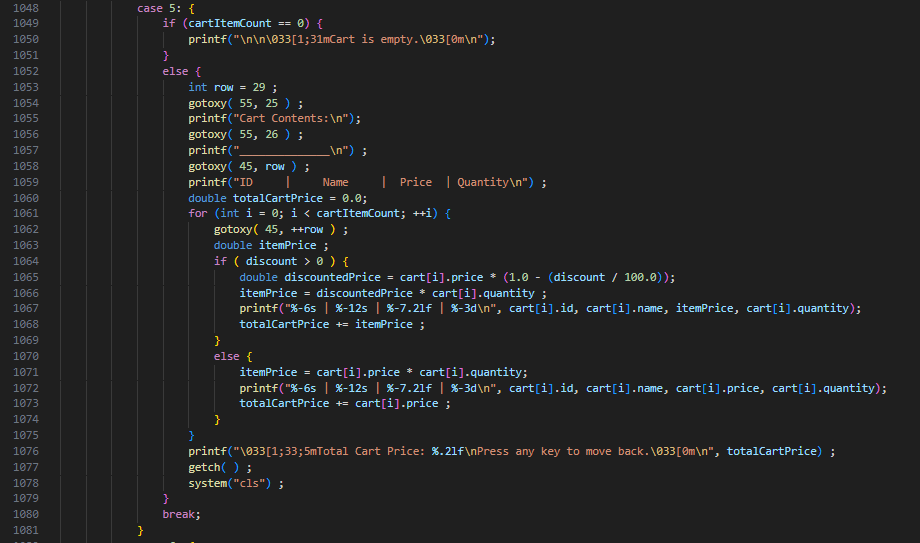 1048 case 5: {
1049 if (cartItemCount == 0) {
1050 printf("\n\n\033[1;31mCart is empty.\033[0m\n");
1051 }
1052 else {
1053 int row = 29 ;
1054 gotoxy( 55, 25 ) ;
1055 printf("Cart Contents:\n");
1056 gotoxy( 55, 26 ) ;
1057 printf("______________\n") ;
1058 gotoxy( 45, row ) ;
1059 printf("ID     |     Name     |  Price  | Quantity\n") ;
1060 double totalCartPrice = 0.0;
1061 for (int i = 0; i < cartItemCount; ++i) {
1062 gotoxy( 45, ++row ) ;
1063 double itemPrice ;
1064 if ( discount > 0 ) {
1065 double discountedPrice = cart[i].price * (1.0 - (discount / 100.0));
1066 itemPrice = discountedPrice * cart[i].quantity ;
1067 printf("%-6s | %-12s | %-7.2lf | %-3d\n", cart[i].id, cart[i].name, itemPrice, cart[i].quantity);
1068 totalCartPrice += itemPrice ;
1069 }
1070 else {
1071 itemPrice = cart[i].price * cart[i].quantity;
1072 printf("%-6s | %-12s | %-7.2lf | %-3d\n", cart[i].id, cart[i].name, cart[i].price, cart[i].quantity);
1073 totalCartPrice += cart[i].price ;
1074 }
1075 }
1076 printf("\033[1;33;5mTotal Cart Price: %.2lf\nPress any key to move back.\033[0m\n", totalCartPrice) ;
1077 getch( ) ;
1078 system("cls") ;
1079 }
1080 break;
1081 }